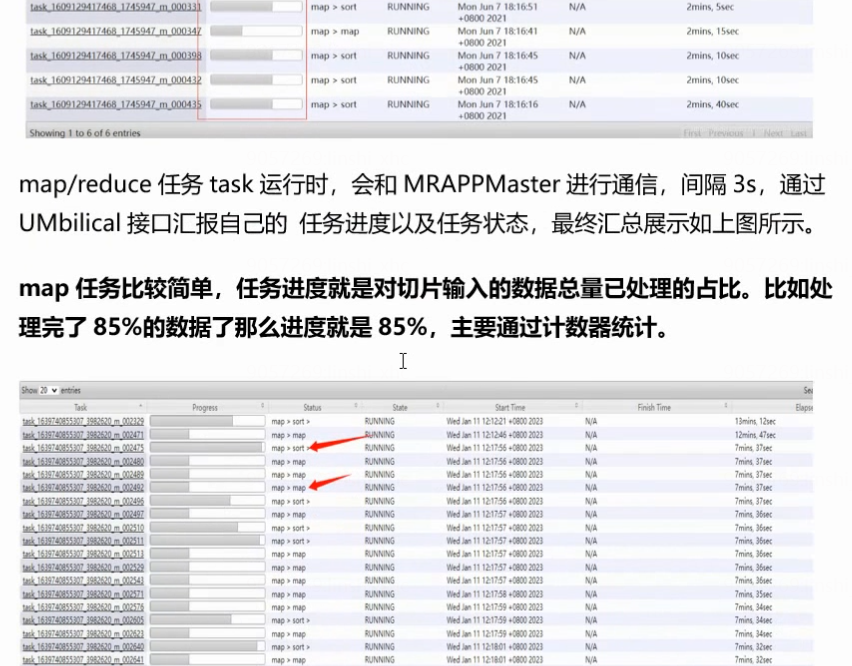 task_1609129417468_1745947_m_000331 map > sort RUNNING Mon Jun 7 18:16:51 N/A 2mins, 5sec
+0800 2021
task_1609129417468_1745947_m_000347 map > map RUNNING Mon Jun 7 18:16:41 N/A 2mins, 15sec
+0800 2021
task_1609129417468_1745947_m_000398 map > sort RUNNING Mon Jun 7 18:16:45 N/A 2mins, 10sec
+0800 2021
task_1609129417468_1745947_m_000432 map > sort RUNNING Mon Jun 7 18:16:45 N/A 2mins, 10sec
+0800 2021
task_1609129417468_1745947_m_000435 map > sort RUNNING Mon Jun 7 18:16:16 N/A 2mins, 40sec
+0800 2021
Showing 1 to 6 of 6 entries First Previous 1 Next Last
map/reduce 任务 task 运行时，会和 MRAPPMaster 进行通信，间隔 3s，通过
UMbilical 接口汇报自己的 任务进度以及任务状态，最终汇总展示如上图所示。
map 任务比较简单，任务进度就是对切片输入的数据总量已处理的占比。比如处
理完了 85%的数据了那么进度就是 85%，主要通过计数器统计。
Show 20 entries Sea
Task Progress Status State Start Time Finish Time Elapse
task_1639740855307_3982620_m_002329 map > sort > RUNNING Wed Jan 11 12:12:21 +0800 2023 N/A 13mins, 12sec
task_1639740855307_3982620_m_002471 map > map RUNNING Wed Jan 11 12:12:46 +0800 2023 N/A 12mins, 47sec
task_1639740855307_3982620_m_002475 map > sort > RUNNING Wed Jan 11 12:17:56 +0800 2023 N/A 7mins, 37sec
task_1639740855307_3982620_m_002480 map > map RUNNING Wed Jan 11 12:17:56 +0800 2023 N/A 7mins, 37sec
task_1639740855307_3982620_m_002489 map > map RUNNING Wed Jan 11 12:17:56 +0800 2023 N/A 7mins, 37sec
task_1639740855307_3982620_m_002492 map > map RUNNING Wed Jan 11 12:17:56 +0800 2023 N/A 7mins, 37sec
task_1639740855307_3982620_m_002496 map > sort > RUNNING Wed Jan 11 12:17:56 +0800 2023 N/A 7mins, 37sec
task_1639740855307_3982620_m_002497 map > map RUNNING Wed Jan 11 12:17:57 +0800 2023 N/A 7mins, 36sec
task_1639740855307_3982620_m_002510 map > sort > RUNNING Wed Jan 11 12:17:57 +0800 2023 N/A 7mins, 36sec
task_1639740855307_3982620_m_002511 map > sort > RUNNING Wed Jan 11 12:17:57 +0800 2023 N/A 7mins, 36sec
task_1639740855307_3982620_m_002513 map > map RUNNING Wed Jan 11 12:17:57 +0800 2023 N/A 7mins, 36sec
task_1639740855307_3982620_m_002529 map > map RUNNING Wed Jan 11 12:17:57 +0800 2023 N/A 7mins, 36sec
task_1639740855307_3982620_m_002543 map > map RUNNING Wed Jan 11 12:17:57 +0800 2023 N/A 7mins, 36sec
task_1639740855307_3982620_m_002571 map > map RUNNING Wed Jan 11 12:17:58 +0800 2023 N/A 7mins, 35sec
task_1639740855307_3982620_m_002576 map > map RUNNING Wed Jan 11 12:17:59 +0800 2023 N/A 7mins, 34sec
task_1639740855307_3982620_m_002605 map > sort > RUNNING Wed Jan 11 12:17:59 +0800 2023 N/A 7mins, 34sec
task_1639740855307_3982620_m_002623 map > map RUNNING Wed Jan 11 12:17:59 +0800 2023 N/A 7mins, 34sec
task_1639740855307_3982620_m_002640 map > sort > RUNNING Wed Jan 11 12:18:01 +0800 2023 N/A 7mins, 32sec
task_1639740855307_3982620_m_002641 map > map RUNNING Wed Jan 11 12:18:01 +0800 2023 N/A 7mins, 32sec